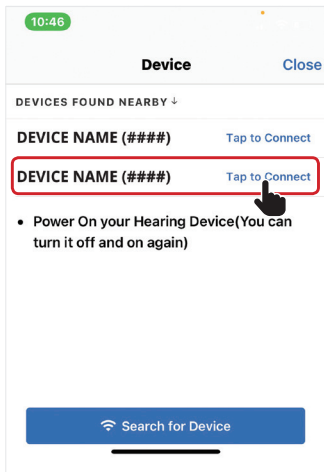 10:46
Device Close
DEVICES FOUND NEARBY ↓
DEVICE NAME (####) Tap to Connect
DEVICE NAME (####) Tap to Connect
• Power On your Hearing Device(You can
turn it off and on again)
Search for Device